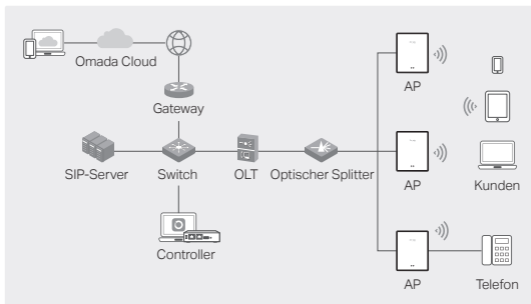 Omada Cloud
Gateway
AP
SIP-Server
Switch
OLT
Optischer Splitter
AP
Kunden
Controller
AP
Telefon